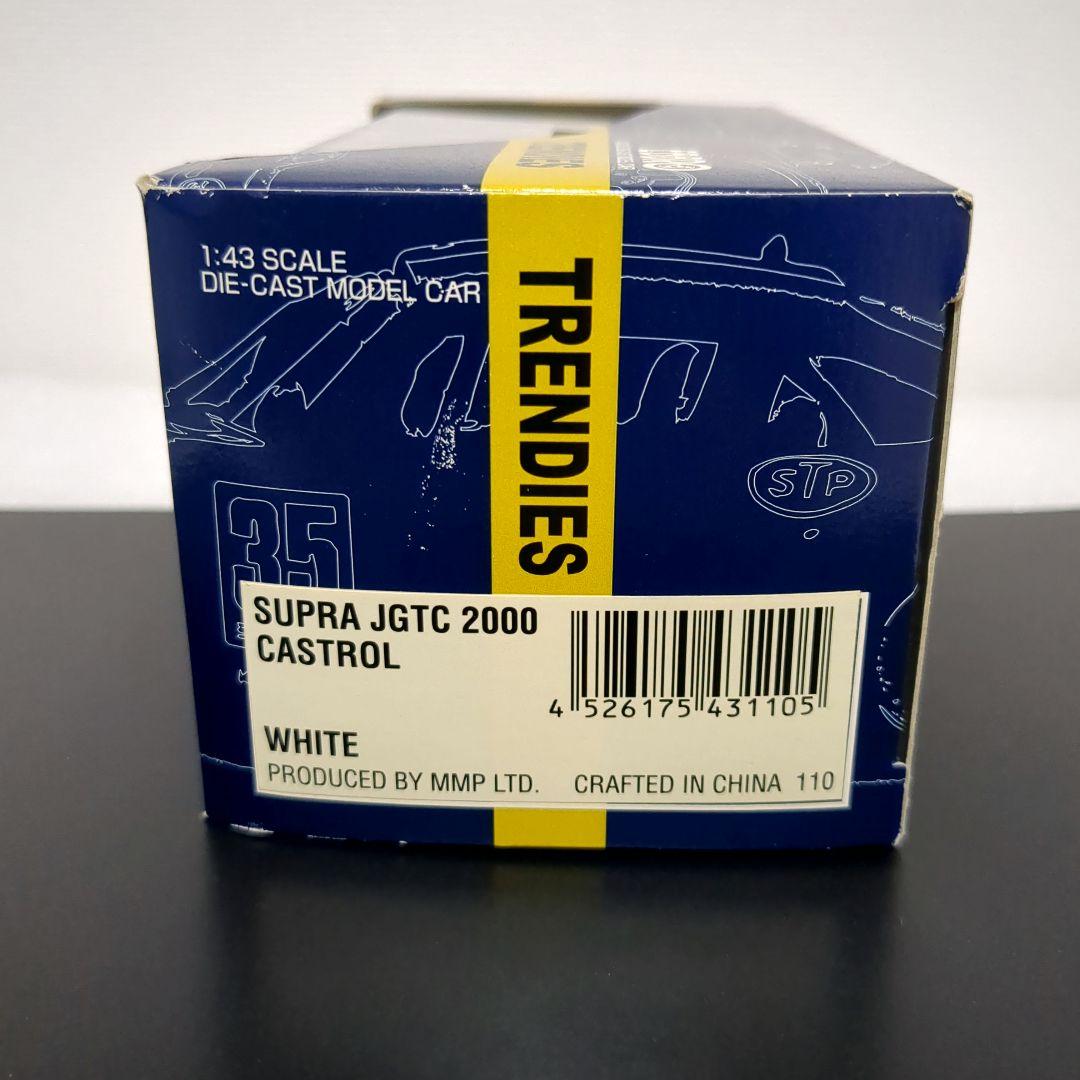 1:43 SCALE
DIE-CAST MODEL CAR
TRENDIES
35
STP
SUPRA JGTC 2000
CASTROL
4 526175 431105
WHITE
PRODUCED BY MMP LTD. CRAFTED IN CHINA 110